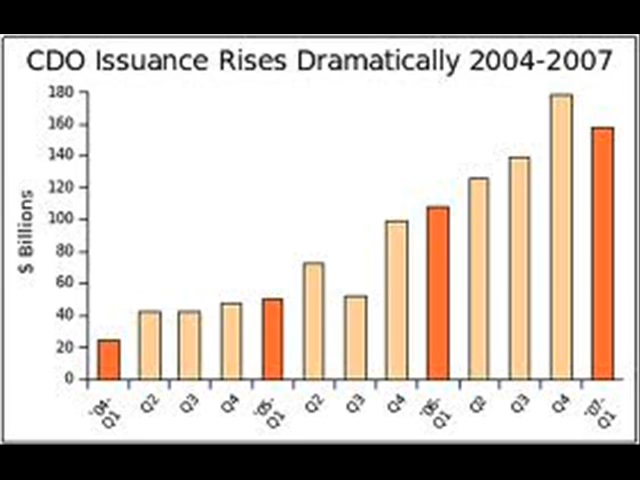 CDO Issuance Rises Dramatically 2004-2007
$ Billions
180
160
140
120
100
80
60
40
20
0
'04-
Q1
Q2
Q3
Q4
'05-
Q1
Q2
Q3
Q4
'06-
Q1
Q2
Q3
Q4
'07-
Q1